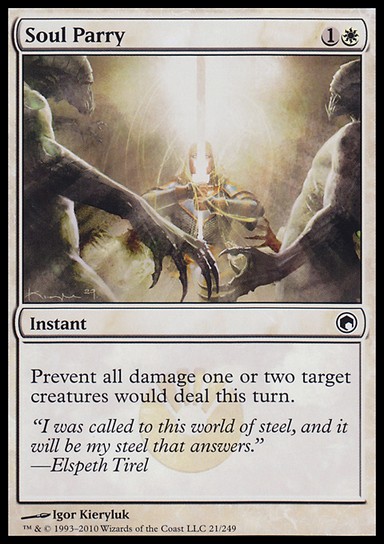 Soul Parry 1
Instant
Prevent all damage one or two target
creatures would deal this turn.
“I was called to this world of steel, and it
will be my steel that answers.”
—Elspeth Tirel
Igor Kieryluk
™ & © 1993–2010 Wizards of the Coast LLC 21/249